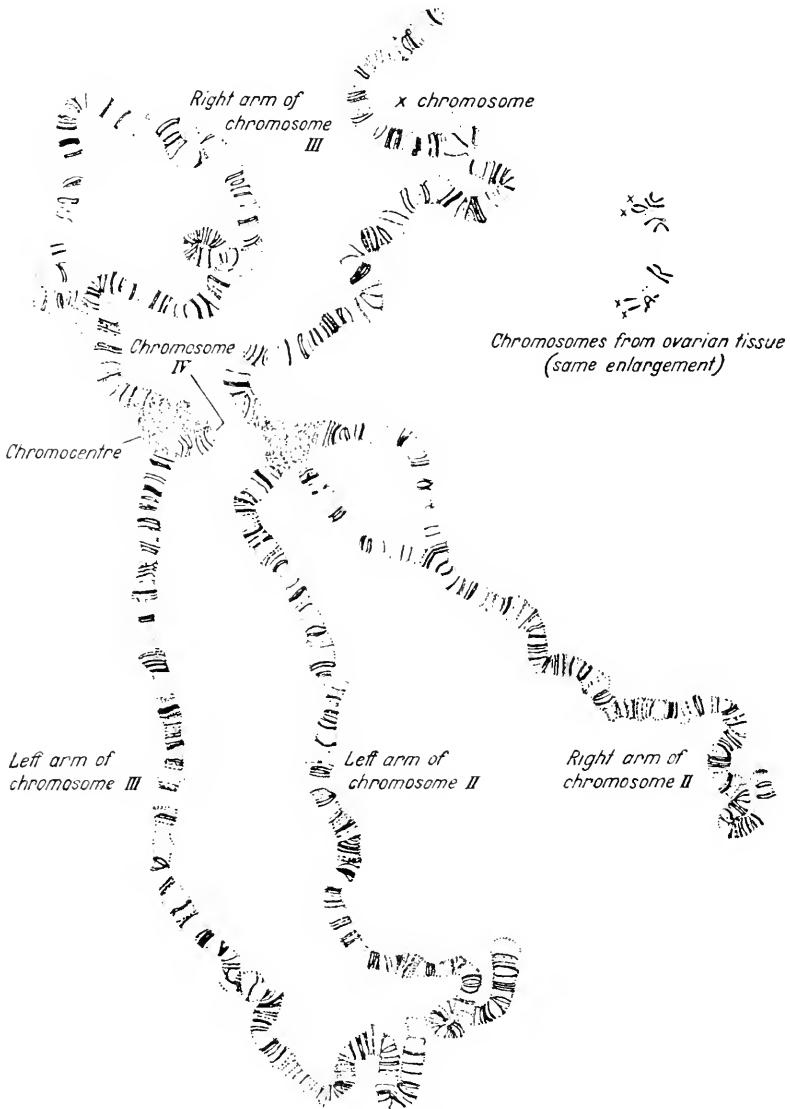 Right arm of
chromosome
III
x chromosome
x
x
x
x
Chromosomes from ovarian tissue
(same enlargement)
Chromosome
IV
Chromocentre
Left arm of
chromosome III
Left arm of
chromosome II
Right arm of
chromosome II